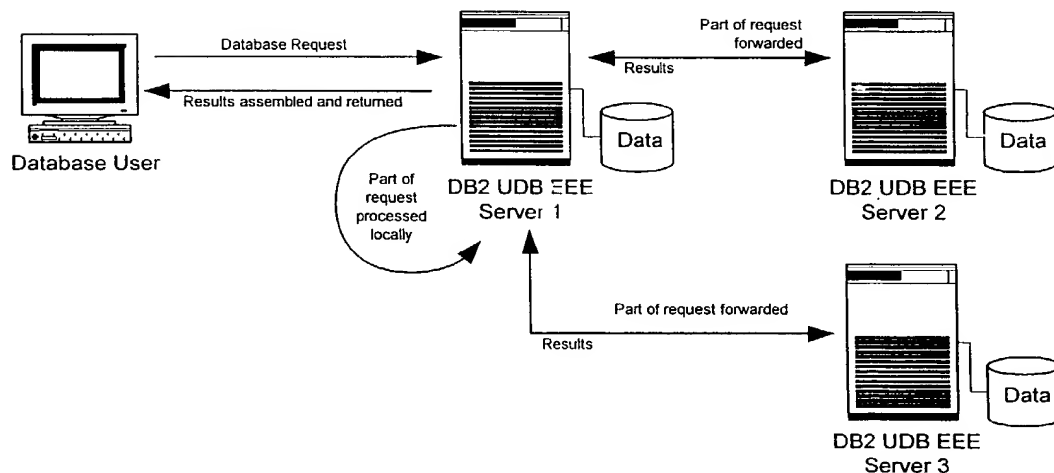 Database Request
Results assembled and returned
Database User
Part of
request
processed
locally
Data
DB2 UDB EEE
Server 1
Part of request
forwarded
Results
Data
DB2 UDB EEE
Server 2
Part of request forwarded
Results
Data
DB2 UDB EEE
Server 3